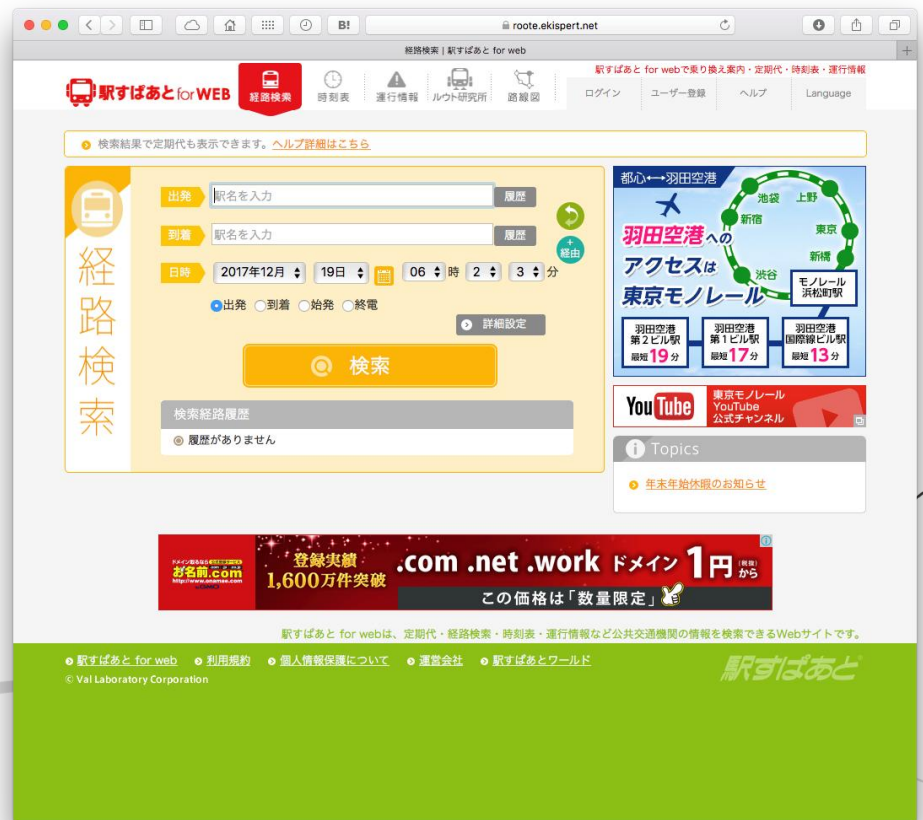 B!
roote.ekispert.net
経路検索 | 駅すぱあと for web
駅すぱあと for webで乗り換え案内・定期代・時刻表・運行情報
駅すぱあと for WEB
経路検索
時刻表
運行情報
ルウト研究所
路線図
ログイン
ユーザー登録
ヘルプ
Language
検索結果で定期代も表示できます。ヘルプ詳細はこちら
経路検索
出発 駅名を入力 履歴
到着 駅名を入力 履歴
+経由
日時 2017年12月 19日 06 時 2 3 分
出発 到着 始発 終電
詳細設定
検索
検索経路履歴
履歴がありません
都心↔羽田空港
羽田空港への
アクセスは
東京モノレール
池袋
上野
新宿
東京
新橋
渋谷
モノレール
浜松町駅
羽田空港
第2ビル駅
最短19分
羽田空港
第1ビル駅
最短17分
羽田空港
国際線ビル駅
最短13分
YouTube
東京モノレール
YouTube
公式チャンネル
Topics
年末年始休暇のお知らせ
お名前.com
登録実績
1,600万件突破
.com .net .work ドメイン 1円から
この価格は「数量限定」
駅すぱあと for webは、定期代・経路検索・時刻表・運行情報など公共交通機関の情報を検索できるWebサイトです。
駅すぱあと for web 利用規約 個人情報保護について 運営会社 駅すぱあとワールド
© Val Laboratory Corporation
駅すぱあと